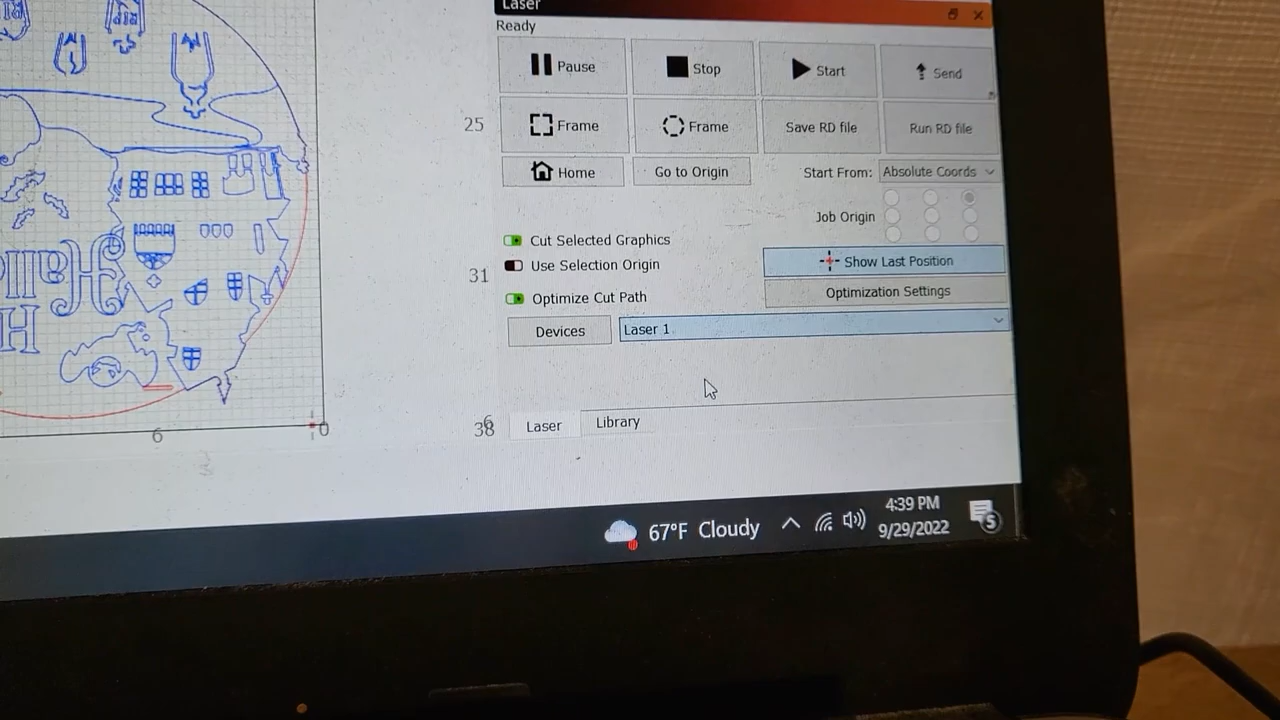 Laser
Ready
Pause
Stop
Start
Send
25
Frame
Frame
Save RD file
Run RD file
Home
Go to Origin
Start From:
Absolute Coords
Job Origin
Cut Selected Graphics
31
Use Selection Origin
Show Last Position
Optimize Cut Path
Optimization Settings
Devices
Laser 1
6
38
Laser
Library
6
0
67°F Cloudy
4:39 PM
9/29/2022
5